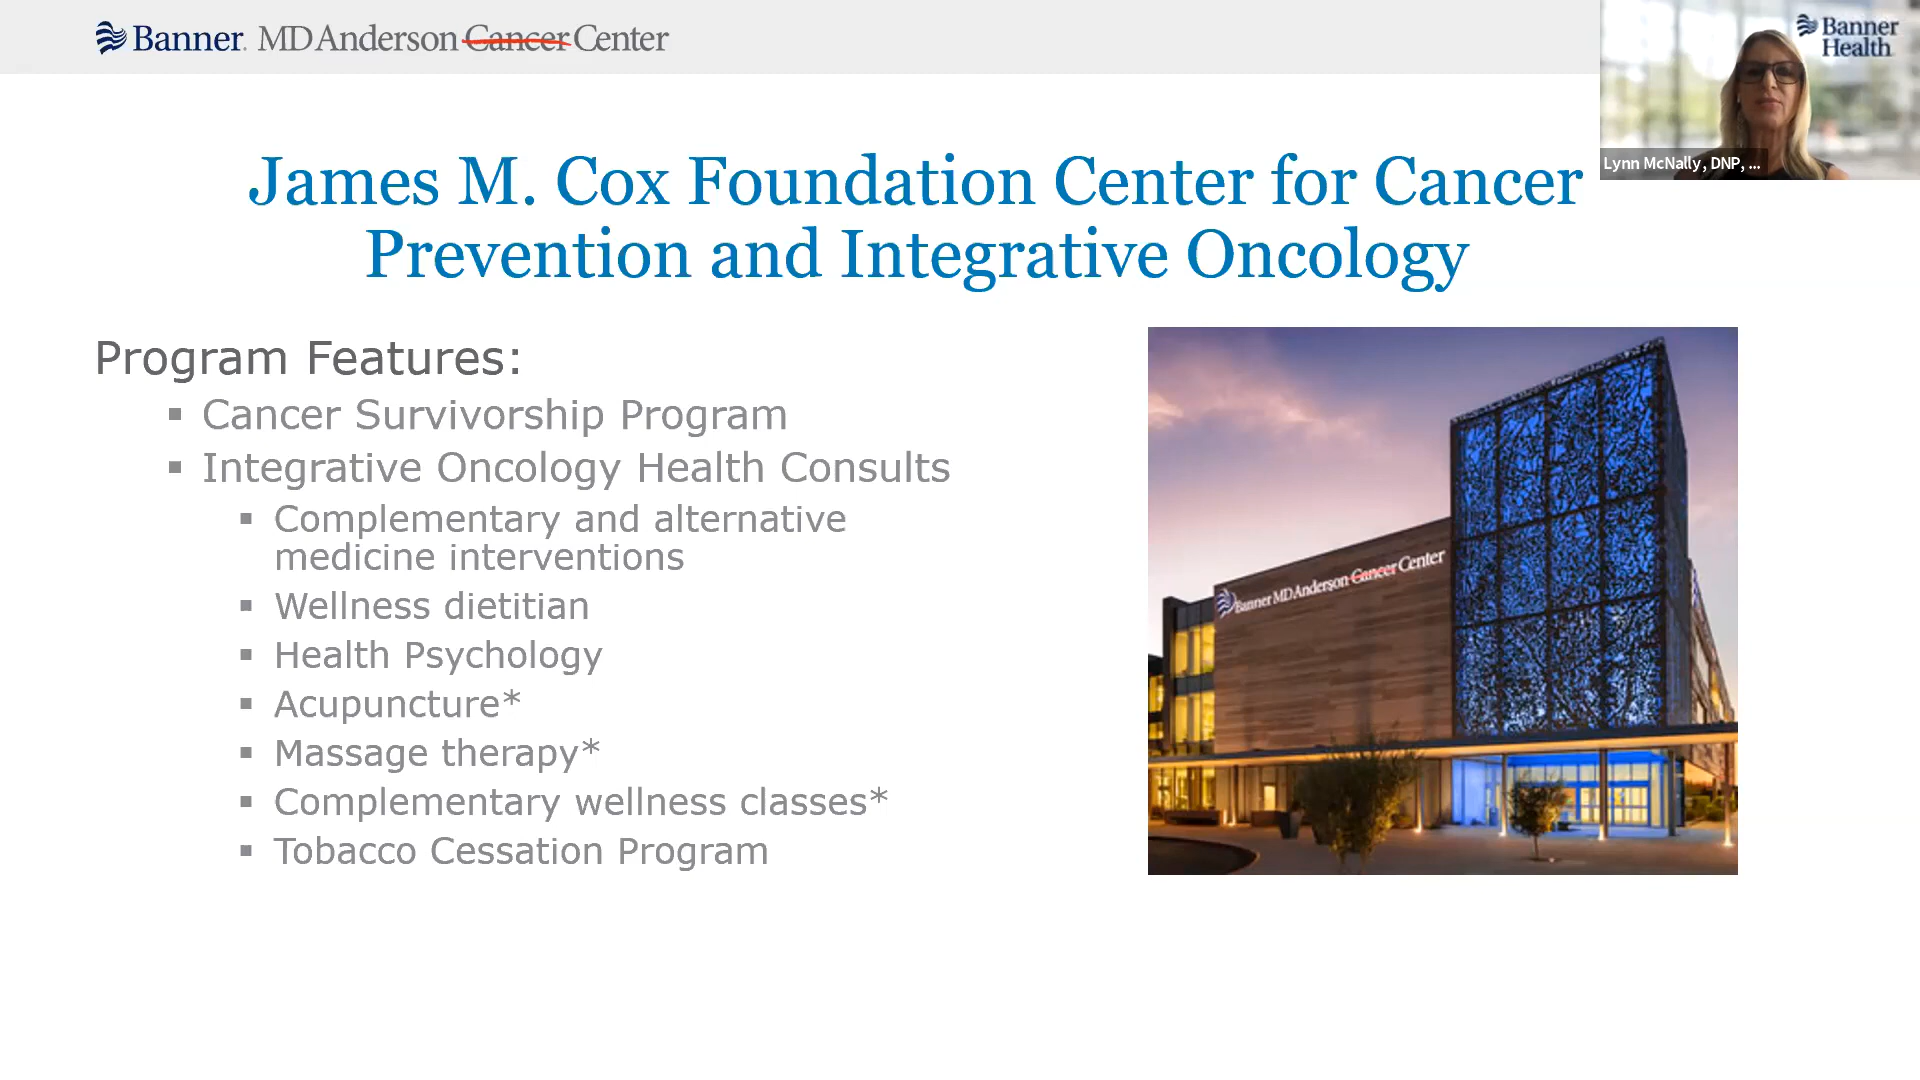 Banner MD Anderson Cancer Center
Banner
Health
Lynn McNally, DNP, ...
James M. Cox Foundation Center for Cancer
Prevention and Integrative Oncology
Program Features:
▪ Cancer Survivorship Program
▪ Integrative Oncology Health Consults
▪ Complementary and alternative
medicine interventions
▪ Wellness dietitian
▪ Health Psychology
▪ Acupuncture*
▪ Massage therapy*
▪ Complementary wellness classes*
▪ Tobacco Cessation Program
Banner MD Anderson Cancer Center